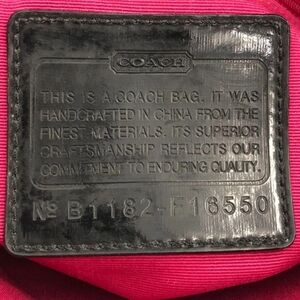 COACH
THIS IS A COACH BAG. IT WAS
HANDCRAFTED IN CHINA FROM THE
FINEST MATERIALS. ITS SUPERIOR
CRAFTSMANSHIP REFLECTS OUR
COMMITMENT TO ENDURING QUALITY.
№ B1182-F16550